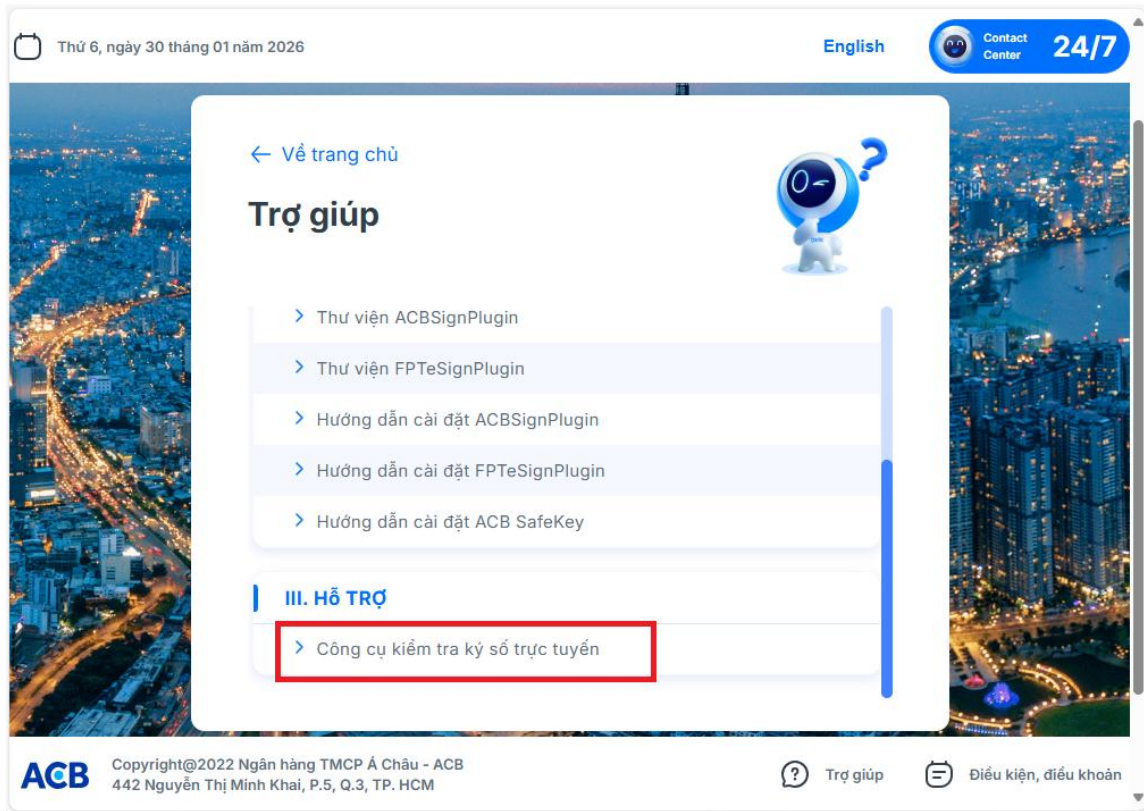 Thứ 6, ngày 30 tháng 01 năm 2026
English
Contact
Center
24/7
← Về trang chủ
Trợ giúp
Thư viện ACBSignPlugin
Thư viện FPTeSignPlugin
Hướng dẫn cài đặt ACBSignPlugin
Hướng dẫn cài đặt FPTeSignPlugin
Hướng dẫn cài đặt ACB SafeKey
III. Hỗ TRỢ
Công cụ kiểm tra ký số trực tuyến
ACB
Copyright@2022 Ngân hàng TMCP Á Châu - ACB
442 Nguyễn Thị Minh Khai, P.5, Q.3, TP. HCM
Trợ giúp
Điều kiện, điều khoản